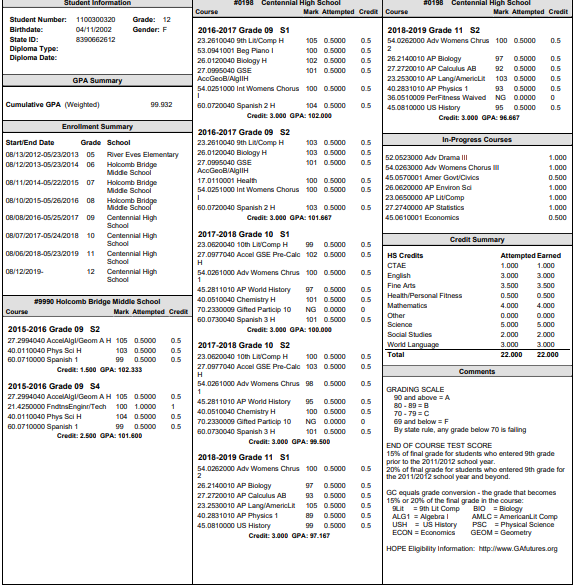 Student Information
Student Number: 1100300320 Grade: 12
Birthdate: 04/11/2002 Gender: F
State ID: 8390662612
Diploma Type:
Diploma Date:
GPA Summary
Cumulative GPA (Weighted) 99.932
Enrollment Summary
Start/End Date Grade School
08/13/2012-05/23/2013 05 River Eves Elementary
08/12/2013-05/23/2014 06 Holcomb Bridge
Middle School
08/11/2014-05/22/2015 07 Holcomb Bridge
Middle School
08/10/2015-05/26/2016 08 Holcomb Bridge
Middle School
08/08/2016-05/25/2017 09 Centennial High
School
08/07/2017-05/24/2018 10 Centennial High
School
08/06/2018-05/23/2019 11 Centennial High
School
08/12/2019- 12 Centennial High
School
#9990 Holcomb Bridge Middle School
Course Mark Attempted Credit
2015-2016 Grade 09 S2
27.2994040 AccelAlgI/Geom A H 105 0.5000 0.5
40.0110040 Phys Sci H 103 0.5000 0.5
60.0710000 Spanish 1 99 0.5000 0.5
Credit: 1.500 GPA: 102.333
2015-2016 Grade 09 S4
27.2994040 AccelAlgI/Geom A H 105 0.5000 0.5
21.4250000 FndtnsEnginr/Tech 100 1.0000 1
40.0110040 Phys Sci H 104 0.5000 0.5
60.0710000 Spanish 1 99 0.5000 0.5
Credit: 2.500 GPA: 101.600
#0198 Centennial High School
Course Mark Attempted Credit
2016-2017 Grade 09 S1
23.2610040 9th Lit/Comp H 105 0.5000 0.5
53.0941001 Beg Piano I 100 0.5000 0.5
26.0120040 Biology H 102 0.5000 0.5
27.0995040 GSE 101 0.5000 0.5
AccGeoB/AlgIIH
54.0251000 Int Womens Chorus 100 0.5000 0.5
I
60.0720040 Spanish 2 H 104 0.5000 0.5
Credit: 3.000 GPA: 102.000
2016-2017 Grade 09 S2
23.2610040 9th Lit/Comp H 103 0.5000 0.5
26.0120040 Biology H 103 0.5000 0.5
27.0995040 GSE 101 0.5000 0.5
AccGeoB/AlgIIH
17.0110001 Health 100 0.5000 0.5
54.0251000 Int Womens Chorus 100 0.5000 0.5
I
60.0720040 Spanish 2 H 103 0.5000 0.5
Credit: 3.000 GPA: 101.667
2017-2018 Grade 10 S1
23.0620040 10th Lit/Comp H 99 0.5000 0.5
27.0977040 Accel GSE Pre-Calc 102 0.5000 0.5
H
54.0261000 Adv Womens Chrus 100 0.5000 0.5
1
45.2811010 AP World History 97 0.5000 0.5
40.0510040 Chemistry H 101 0.5000 0.5
70.2330009 Gifted Particip 10 NG 0.0000 0
60.0730040 Spanish 3 H 101 0.5000 0.5
Credit: 3.000 GPA: 100.000
2017-2018 Grade 10 S2
23.0620040 10th Lit/Comp H 100 0.5000 0.5
27.0977040 Accel GSE Pre-Calc 103 0.5000 0.5
H
54.0261000 Adv Womens Chrus 98 0.5000 0.5
1
45.2811010 AP World History 95 0.5000 0.5
40.0510040 Chemistry H 100 0.5000 0.5
70.2330009 Gifted Particip 10 NG 0.0000 0
60.0730040 Spanish 3 H 101 0.5000 0.5
Credit: 3.000 GPA: 99.500
2018-2019 Grade 11 S1
54.0262000 Adv Womens Chrus 100 0.5000 0.5
2
26.2140010 AP Biology 97 0.5000 0.5
27.2720010 AP Calculus AB 93 0.5000 0.5
23.2530010 AP Lang/AmericLit 105 0.5000 0.5
40.2831010 AP Physics 1 89 0.5000 0.5
45.0810000 US History 99 0.5000 0.5
Credit: 3.000 GPA: 97.167
#0198 Centennial High School
Course Mark Attempted Credit
2018-2019 Grade 11 S2
54.0262000 Adv Womens Chrus 100 0.5000 0.5
2
26.2140010 AP Biology 97 0.5000 0.5
27.2720010 AP Calculus AB 92 0.5000 0.5
23.2530010 AP Lang/AmericLit 103 0.5000 0.5
40.2831010 AP Physics 1 93 0.5000 0.5
36.0510009 PerFitness Waived NG 0.0000 0
45.0810000 US History 95 0.5000 0.5
Credit: 3.000 GPA: 96.667
In-Progress Courses
52.0523000 Adv Drama III 1.000
54.0263000 Adv Womens Chorus III 1.000
45.0570001 Amer Govt/Civics 0.500
26.0620000 AP Environ Sci 1.000
23.0650000 AP Lit/Comp 1.000
27.2740000 AP Statistics 1.000
45.0610001 Economics 0.500
Credit Summary
HS Credits Attempted Earned
CTAE 1.000 1.000
English 3.000 3.000
Fine Arts 3.500 3.500
Health/Personal Fitness 0.500 0.500
Mathematics 4.000 4.000
Other 0.000 0.000
Science 5.000 5.000
Social Studies 2.000 2.000
World Language 3.000 3.000
Total 22.000 22.000
Comments
GRADING SCALE
90 and above = A
80 - 89 = B
70 - 79 = C
69 and below = F
By state rule, any grade below 70 is failing
END OF COURSE TEST SCORE
15% of final grade for students who entered 9th grade
prior to the 2011/2012 school year.
20% of final grade for students who entered 9th grade for
the 2011/2012 school year and beyond.
GC equals grade conversion - the grade that becomes
15% or 20% of the final grade in the course:
9Lit = 9th Lit Comp BIO = Biology
ALG1 = Algebra I AMLC = AmericanLit Comp
USH = US History PSC = Physical Science
ECON = Economics GEOM = Geometry
HOPE Eligibility Information: http://www.GAfutures.org